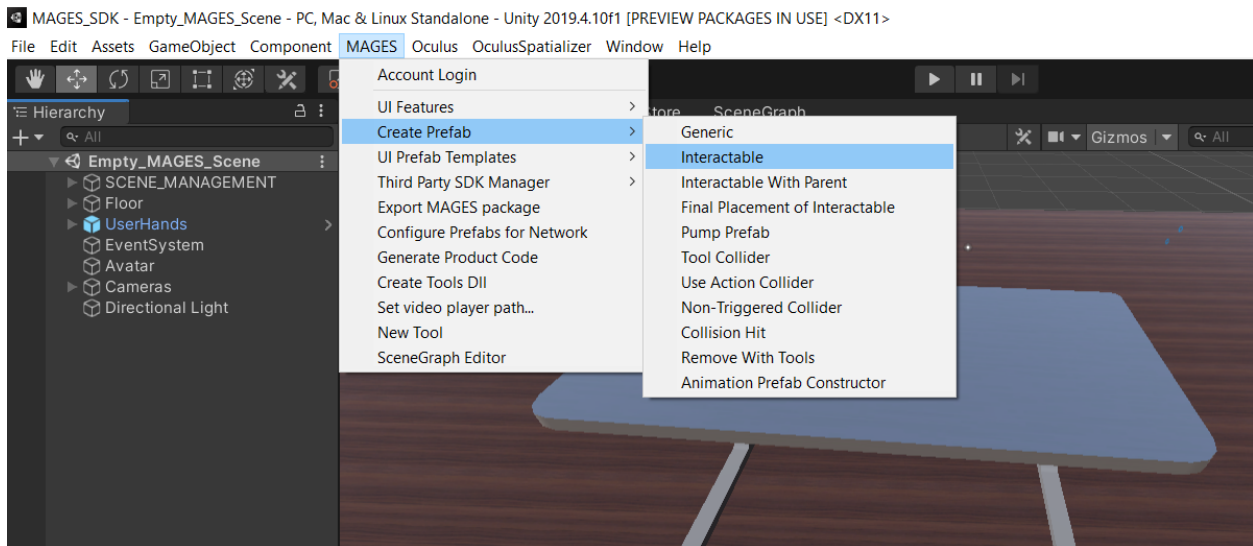 MAGES_SDK - Empty_MAGES_Scene - PC, Mac & Linux Standalone - Unity 2019.4.10f1 [PREVIEW PACKAGES IN USE] <DX11>
File Edit Assets GameObject Component MAGES Oculus OculusSpatializer Window Help
Hierarchy
All
Empty_MAGES_Scene
SCENE_MANAGEMENT
Floor
UserHands
EventSystem
Avatar
Cameras
Directional Light
Account Login
UI Features
Create Prefab
UI Prefab Templates
Third Party SDK Manager
Export MAGES package
Configure Prefabs for Network
Generate Product Code
Create Tools Dll
Set video player path...
New Tool
SceneGraph Editor
SceneGraph
Generic
Interactable
Interactable With Parent
Final Placement of Interactable
Pump Prefab
Tool Collider
Use Action Collider
Non-Triggered Collider
Collision Hit
Remove With Tools
Animation Prefab Constructor
Gizmos
All